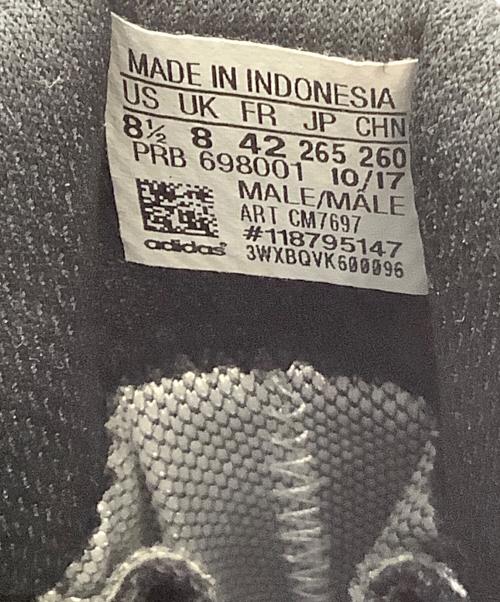 MADE IN INDONESIA
US UK FR JP CHN
8½ 8 42 265 260
PRB 698001 10/17
MALE/MÂLE
ART CM7697
#118795147
adidas 3WXBQVK600096